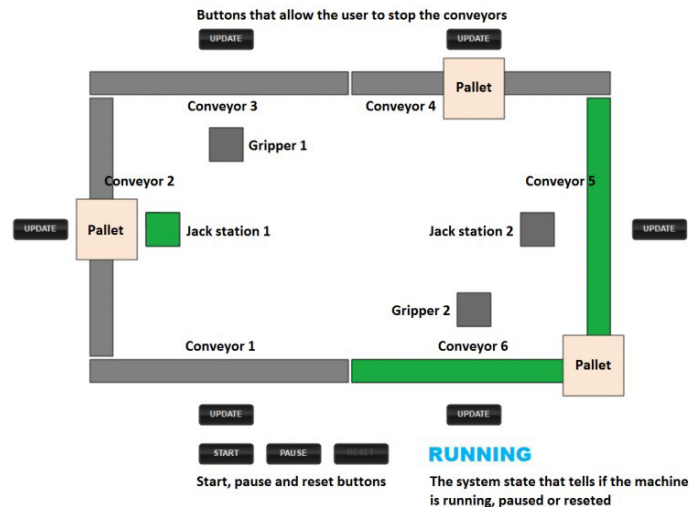 Buttons that allow the user to stop the conveyors
UPDATE
UPDATE
Pallet
Conveyor 3
Conveyor 4
Gripper 1
Conveyor 2
Conveyor 5
UPDATE
Pallet
Jack station 1
Jack station 2
UPDATE
Gripper 2
Conveyor 1
Conveyor 6
Pallet
UPDATE
UPDATE
START
PAUSE
RESET
RUNNING
Start, pause and reset buttons
The system state that tells if the machine
is running, paused or reseted